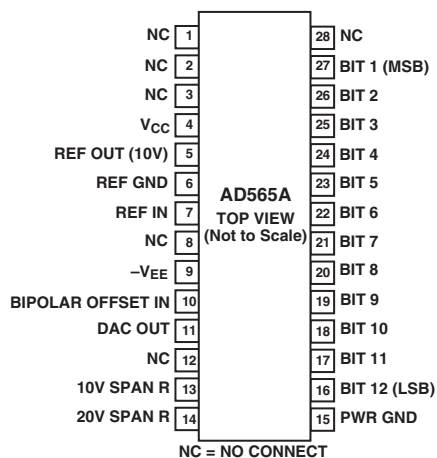 NC 1
NC 2
NC 3
VCC 4
REF OUT (10V) 5
REF GND 6
REF IN 7
NC 8
–VEE 9
BIPOLAR OFFSET IN 10
DAC OUT 11
NC 12
10V SPAN R 13
20V SPAN R 14
AD565A
TOP VIEW
(Not to Scale)
28 NC
27 BIT 1 (MSB)
26 BIT 2
25 BIT 3
24 BIT 4
23 BIT 5
22 BIT 6
21 BIT 7
20 BIT 8
19 BIT 9
18 BIT 10
17 BIT 11
16 BIT 12 (LSB)
15 PWR GND
NC = NO CONNECT